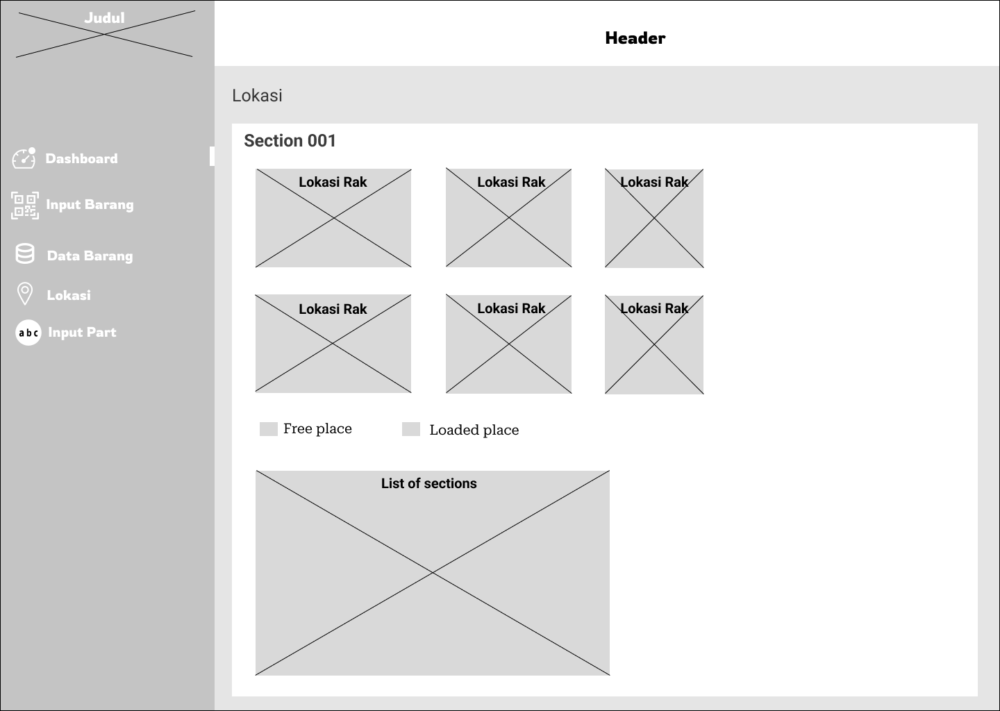 Judul
Header
Dashboard
Input Barang
Data Barang
Lokasi
abc
Input Part
Lokasi
Section 001
Lokasi Rak
Lokasi Rak
Lokasi Rak
Lokasi Rak
Lokasi Rak
Lokasi Rak
Free place
Loaded place
List of sections